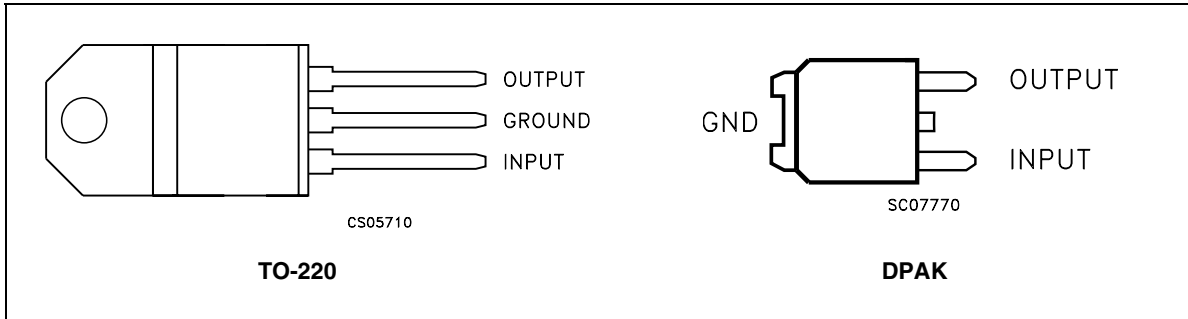 OUTPUT
GROUND
INPUT
CS05710
TO-220
GND
OUTPUT
INPUT
SC07770
DPAK